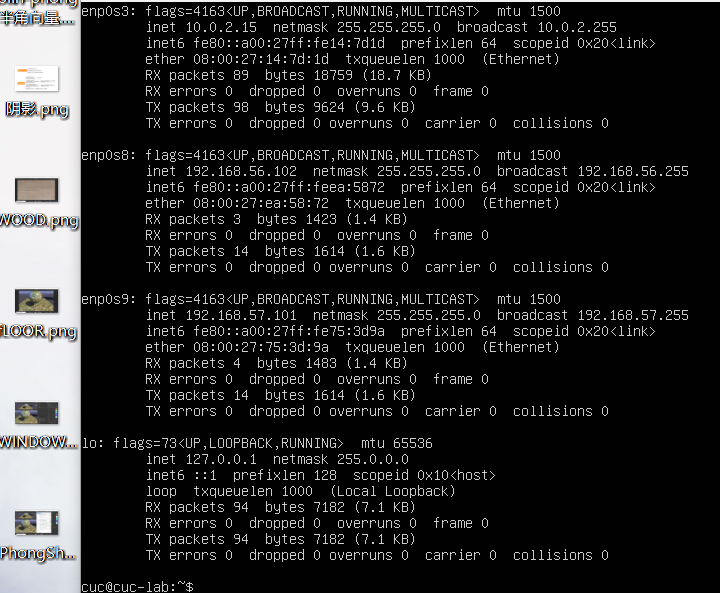 半角向量...
阴影.png
WOOD.png
fLOOR.png
WINDOW...
PhongSh...
enp0s3: flags=4163<UP,BROADCAST,RUNNING,MULTICAST>  mtu 1500
inet 10.0.2.15  netmask 255.255.255.0  broadcast 10.0.2.255
inet6 fe80::a00:27ff:fe14:7d1d  prefixlen 64  scopeid 0x20<link>
ether 08:00:27:14:7d:1d  txqueuelen 1000  (Ethernet)
RX packets 89  bytes 18759 (18.7 KB)
RX errors 0  dropped 0  overruns 0  frame 0
TX packets 98  bytes 9624 (9.6 KB)
TX errors 0  dropped 0 overruns 0  carrier 0  collisions 0
enp0s8: flags=4163<UP,BROADCAST,RUNNING,MULTICAST>  mtu 1500
inet 192.168.56.102  netmask 255.255.255.0  broadcast 192.168.56.255
inet6 fe80::a00:27ff:feea:5872  prefixlen 64  scopeid 0x20<link>
ether 08:00:27:ea:58:72  txqueuelen 1000  (Ethernet)
RX packets 3  bytes 1423 (1.4 KB)
RX errors 0  dropped 0  overruns 0  frame 0
TX packets 14  bytes 1614 (1.6 KB)
TX errors 0  dropped 0 overruns 0  carrier 0  collisions 0
enp0s9: flags=4163<UP,BROADCAST,RUNNING,MULTICAST>  mtu 1500
inet 192.168.57.101  netmask 255.255.255.0  broadcast 192.168.57.255
inet6 fe80::a00:27ff:fe75:3d9a  prefixlen 64  scopeid 0x20<link>
ether 08:00:27:75:3d:9a  txqueuelen 1000  (Ethernet)
RX packets 4  bytes 1483 (1.4 KB)
RX errors 0  dropped 0  overruns 0  frame 0
TX packets 14  bytes 1614 (1.6 KB)
TX errors 0  dropped 0 overruns 0  carrier 0  collisions 0
lo: flags=73<UP,LOOPBACK,RUNNING>  mtu 65536
inet 127.0.0.1  netmask 255.0.0.0
inet6 ::1  prefixlen 128  scopeid 0x10<host>
loop  txqueuelen 1000  (Local Loopback)
RX packets 94  bytes 7182 (7.1 KB)
RX errors 0  dropped 0  overruns 0  frame 0
TX packets 94  bytes 7182 (7.1 KB)
TX errors 0  dropped 0 overruns 0  carrier 0  collisions 0
cuc@cuc-lab:~$